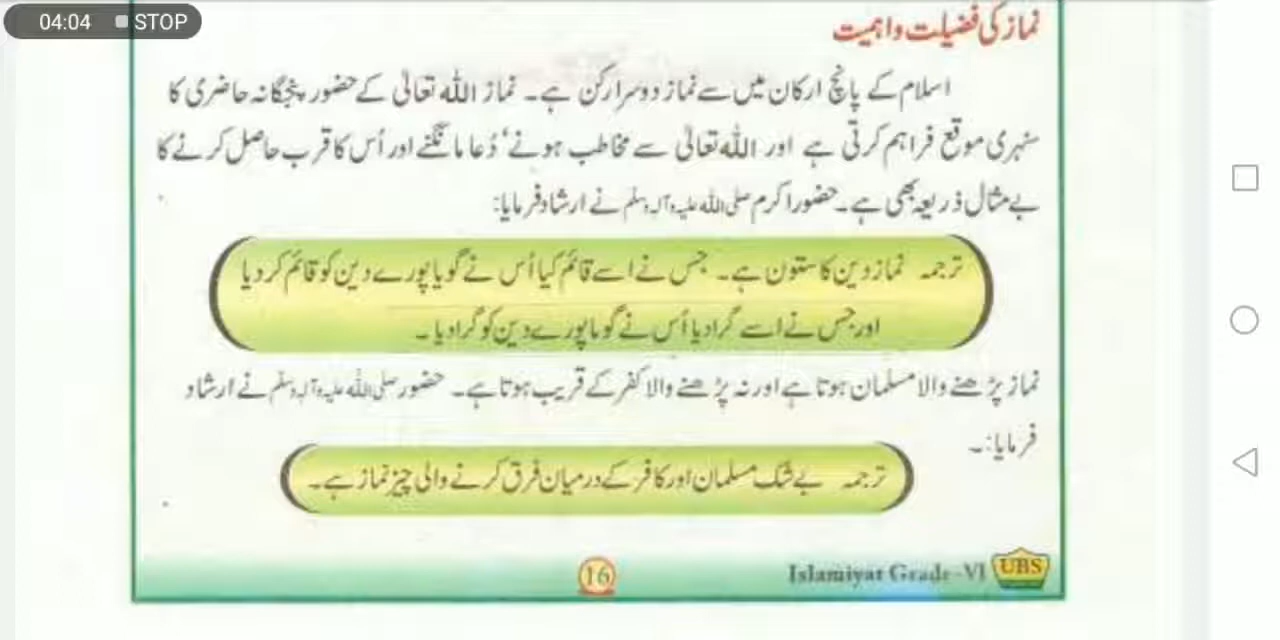 04:04 STOP
نماز کی فضیلت و اہمیت
اسلام کے پانچ ارکان میں سے نماز دوسرا رکن ہے۔ نماز اللہ تعالیٰ کے حضور پنجگانہ حاضری کا
سنہری موقع فراہم کرتی ہے اور اللہ تعالیٰ سے مخاطب ہونے، دُعا مانگنے اور اُس کا قرب حاصل کرنے کا
بے مثال ذریعہ بھی ہے۔ حضور اکرم صلی اللہ علیہ وآلہ وسلم نے ارشاد فرمایا:
ترجمہ نماز دین کا ستون ہے۔ جس نے اسے قائم کیا اُس نے گویا پورے دین کو قائم کر دیا
اور جس نے اسے گرا دیا اُس نے گویا پورے دین کو گرا دیا۔
نماز پڑھنے والا مسلمان ہوتا ہے اور نہ پڑھنے والا کفر کے قریب ہوتا ہے۔ حضور صلی اللہ علیہ وآلہ وسلم نے ارشاد
فرمایا:۔
ترجمہ بے شک مسلمان اور کافر کے درمیان فرق کرنے والی چیز نماز ہے۔
16
Islamiyat Grade-VI UBS